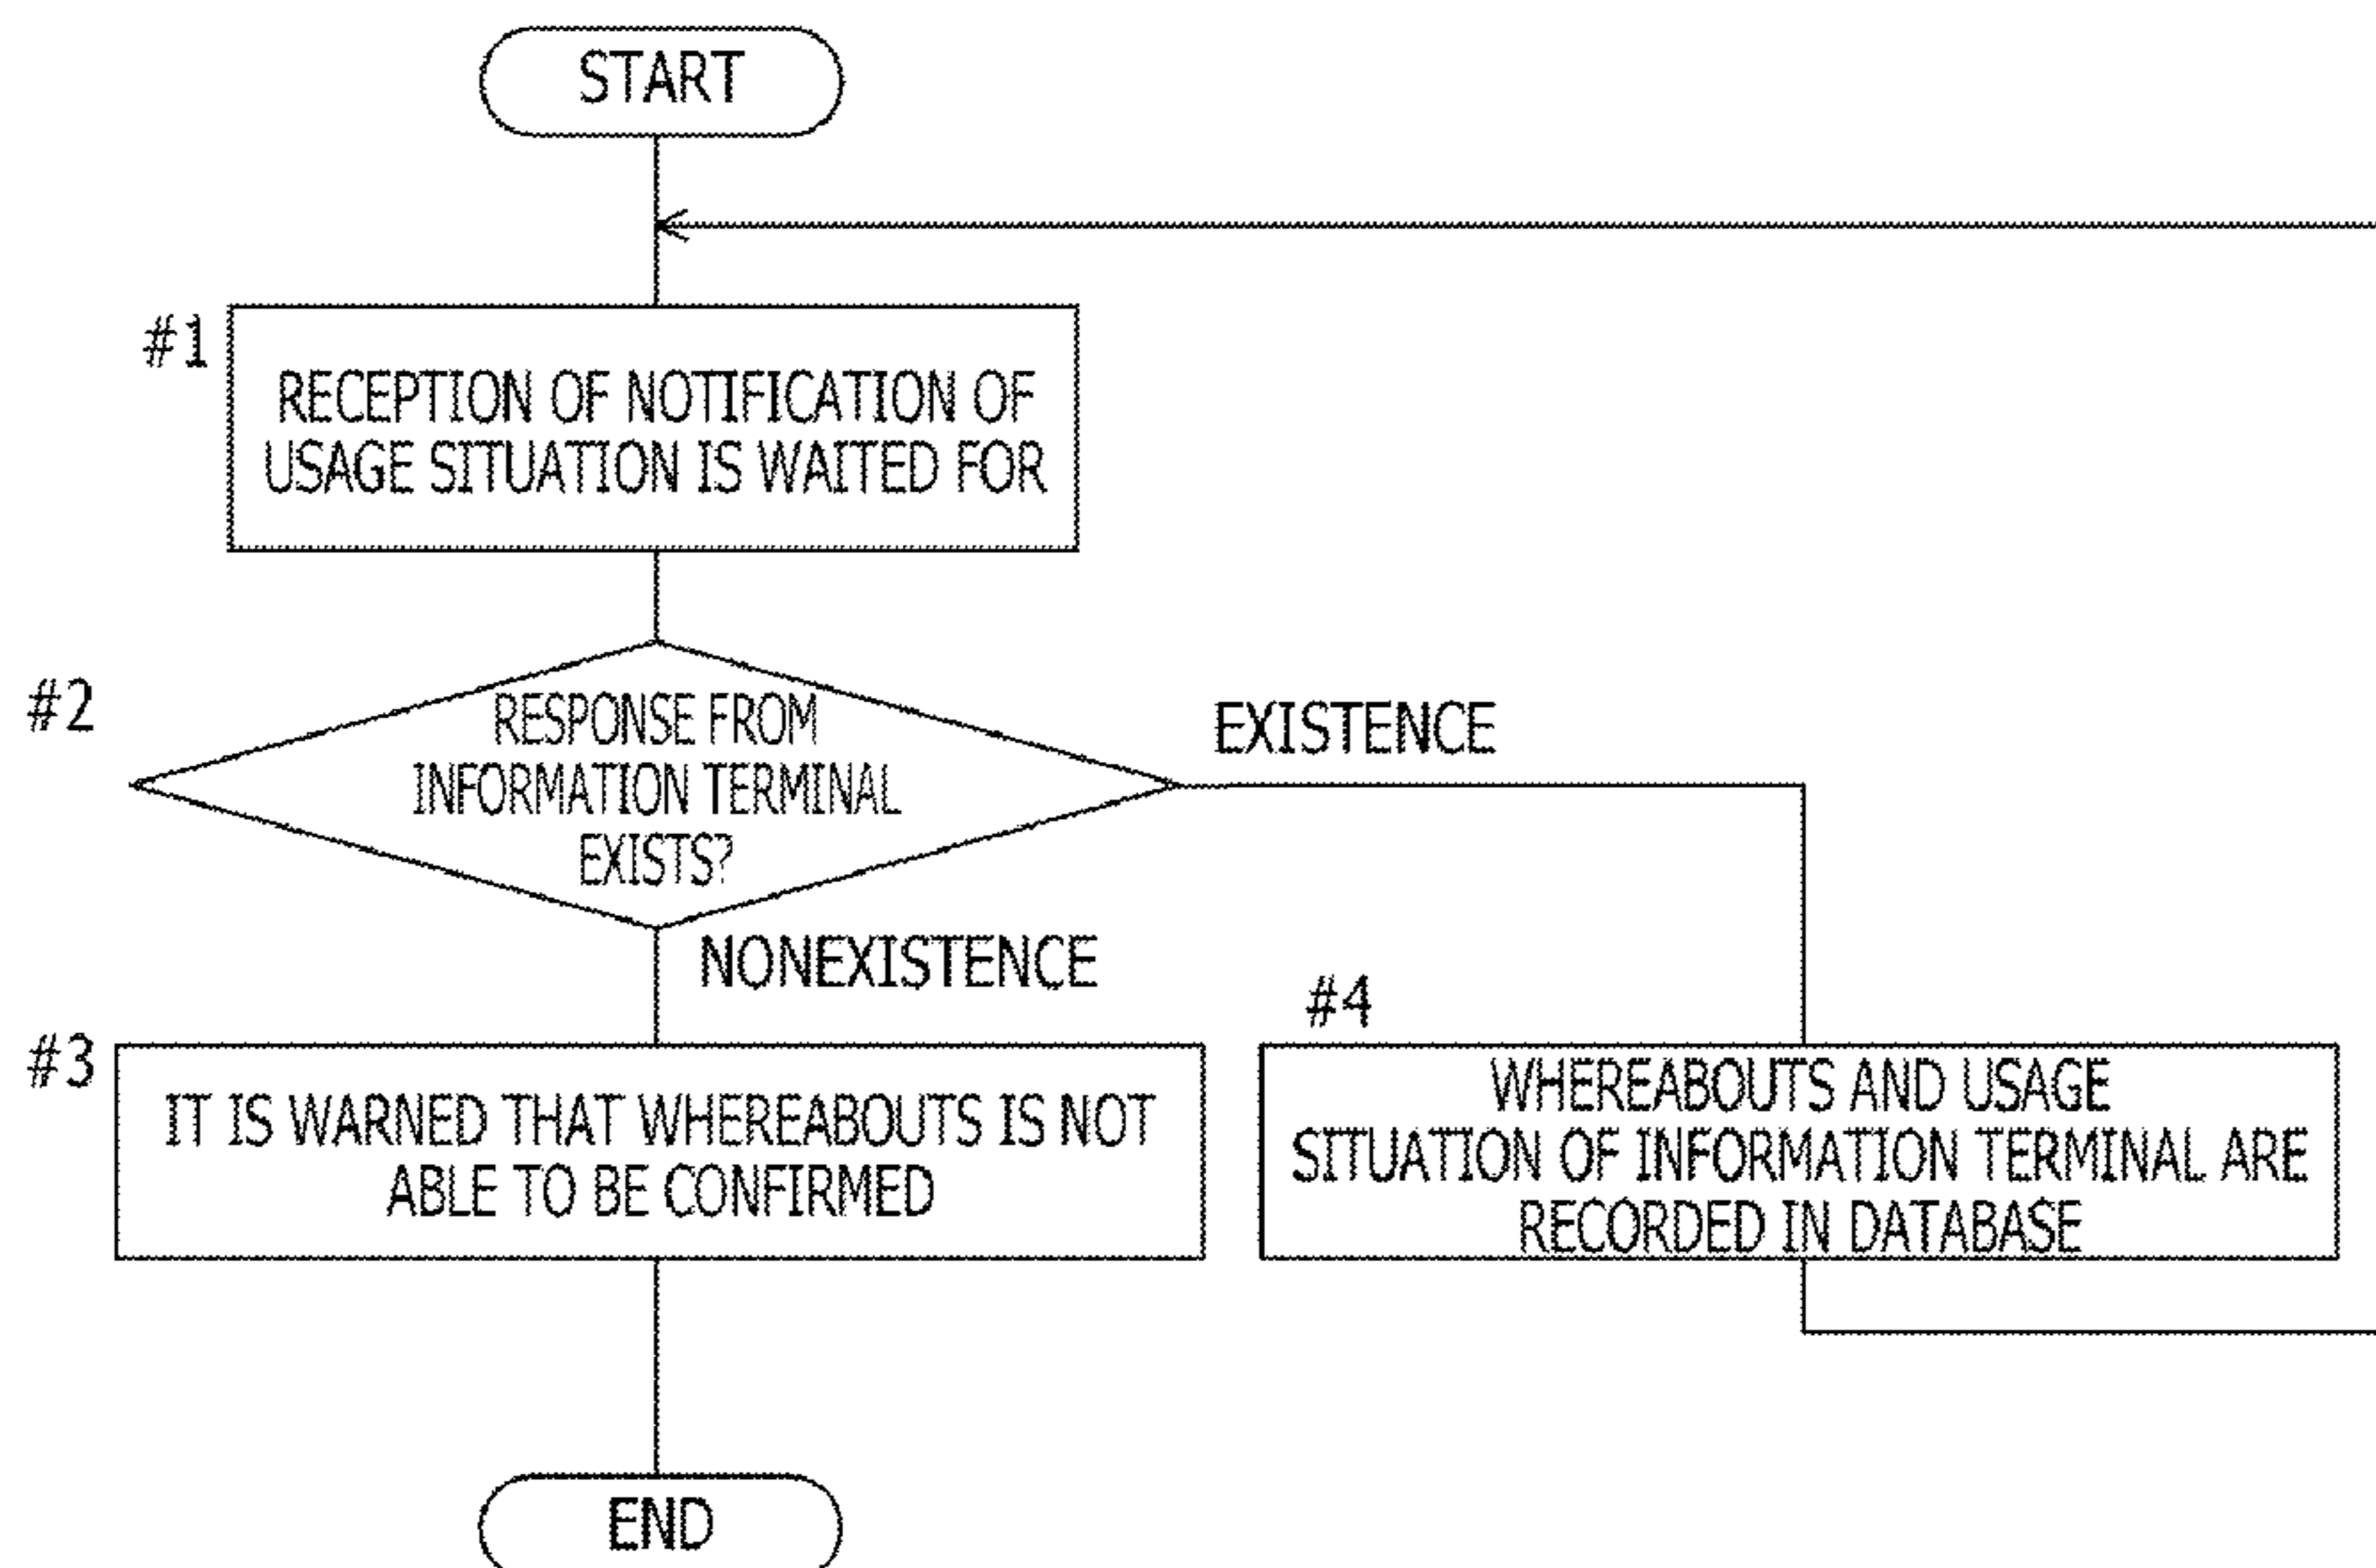 START
#1
RECEPTION OF NOTIFICATION OF
USAGE SITUATION IS WAITED FOR
#2
RESPONSE FROM
INFORMATION TERMINAL
EXISTS?
EXISTENCE
NONEXISTENCE
#3
IT IS WARNED THAT WHEREABOUTS IS NOT
ABLE TO BE CONFIRMED
#4
WHEREABOUTS AND USAGE
SITUATION OF INFORMATION TERMINAL ARE
RECORDED IN DATABASE
END